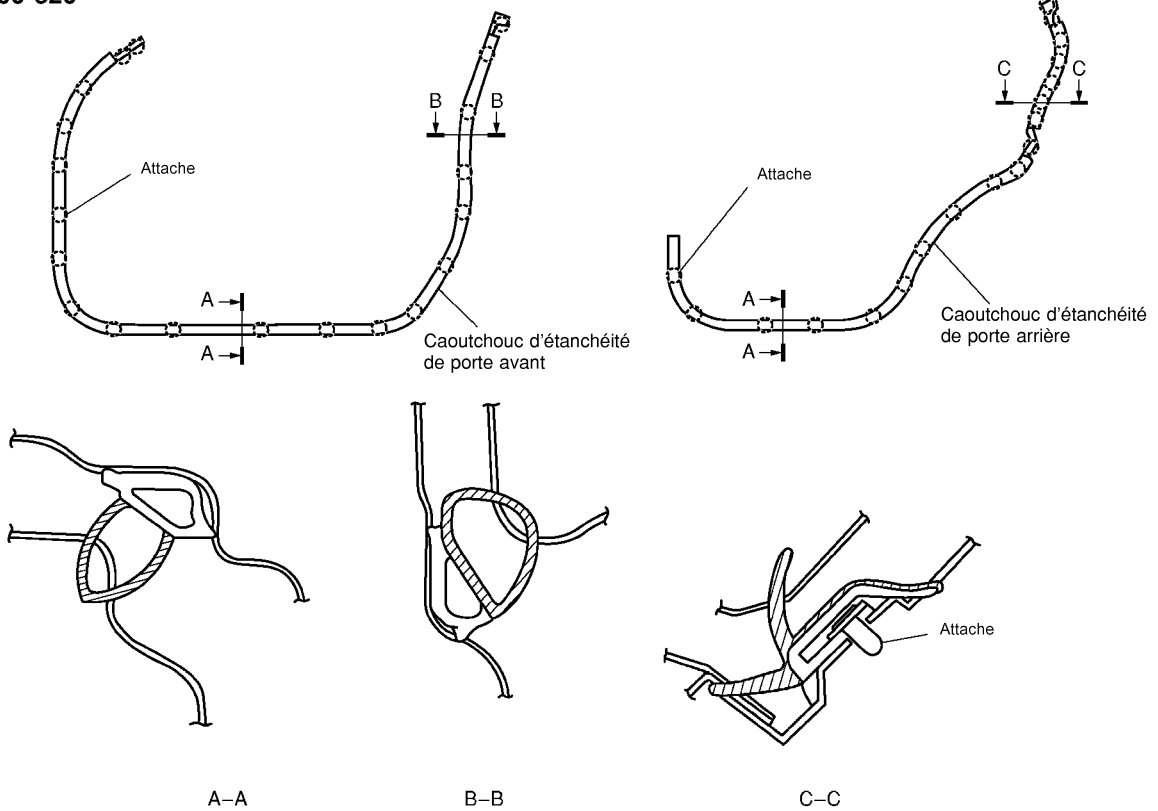 B B
C C
Attache
Attache
A
A
A
A
Caoutchouc d'étanchéité
de porte avant
Caoutchouc d'étanchéité
de porte arrière
Attache
A–A
B–B
C–C